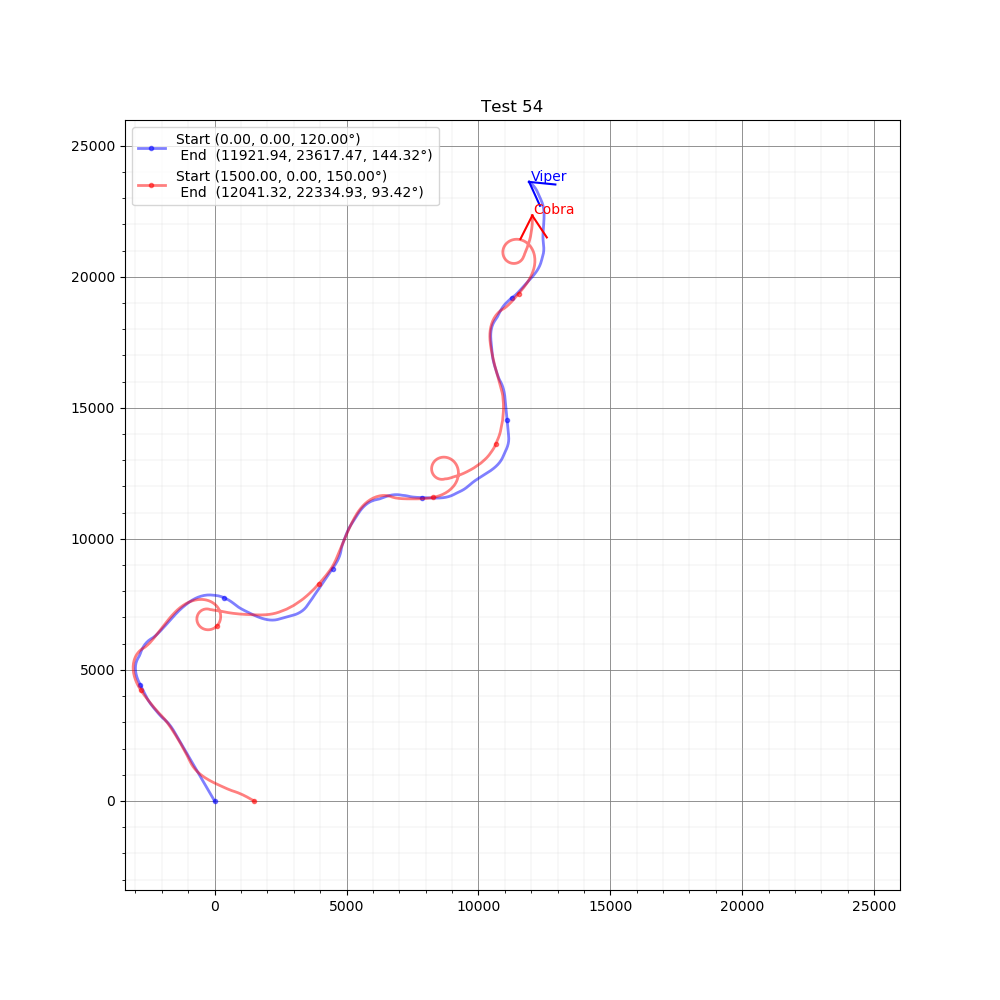 Test 54
Start (0.00, 0.00, 120.00°)
End (11921.94, 23617.47, 144.32°)
Start (1500.00, 0.00, 150.00°)
End (12041.32, 22334.93, 93.42°)
Viper
Cobra
25000
20000
15000
10000
5000
0
0
5000
10000
15000
20000
25000